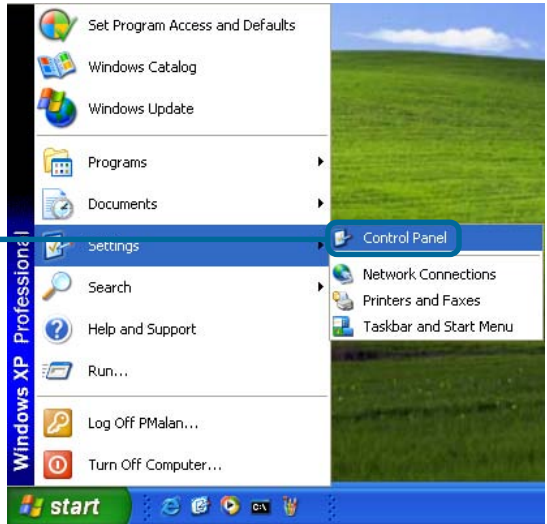 Set Program Access and Defaults
Windows Catalog
Windows Update
Programs
Documents
Settings
Search
Help and Support
Run...
Log Off PMalan...
Turn Off Computer...
Control Panel
Network Connections
Printers and Faxes
Taskbar and Start Menu
Windows XP Professional
start